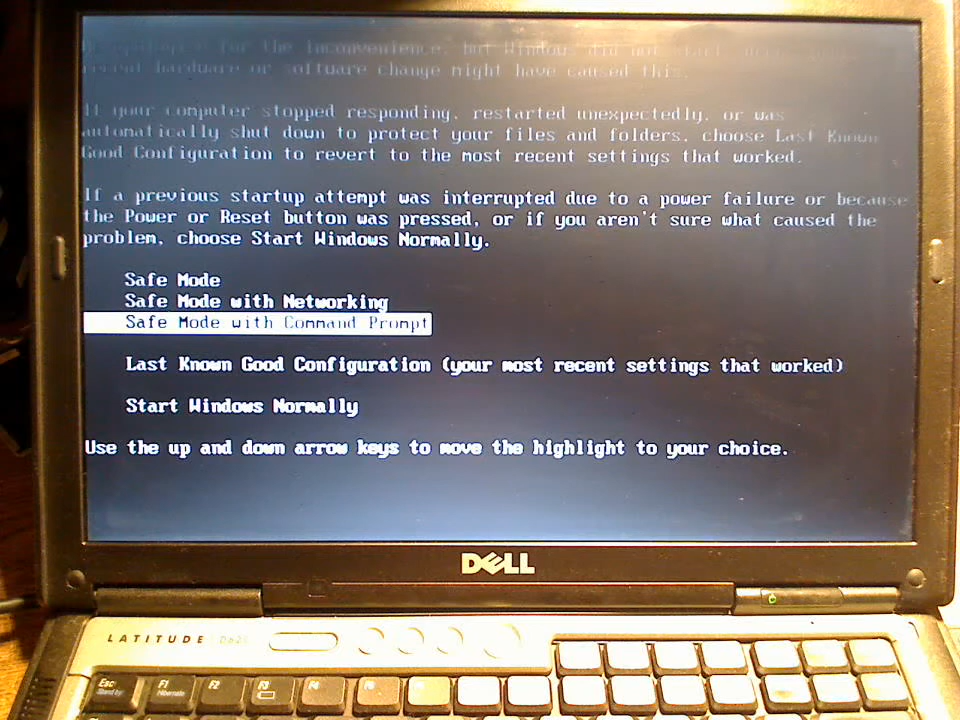 for the inconvenience, but Windows did not start
recent hardware or software change might have caused this.
If your computer stopped responding, restarted unexpectedly, or was
automatically shut down to protect your files and folders, choose Last Known
Good Configuration to revert to the most recent settings that worked.
If a previous startup attempt was interrupted due to a power failure or because
the Power or Reset button was pressed, or if you aren't sure what caused the
problem, choose Start Windows Normally.
Safe Mode
Safe Mode with Networking
Safe Mode with Command Prompt
Last Known Good Configuration (your most recent settings that worked)
Start Windows Normally
Use the up and down arrow keys to move the highlight to your choice.
DELL
LATITUDE
Esc F1 F2 F3 F4
Stand by Hibernate